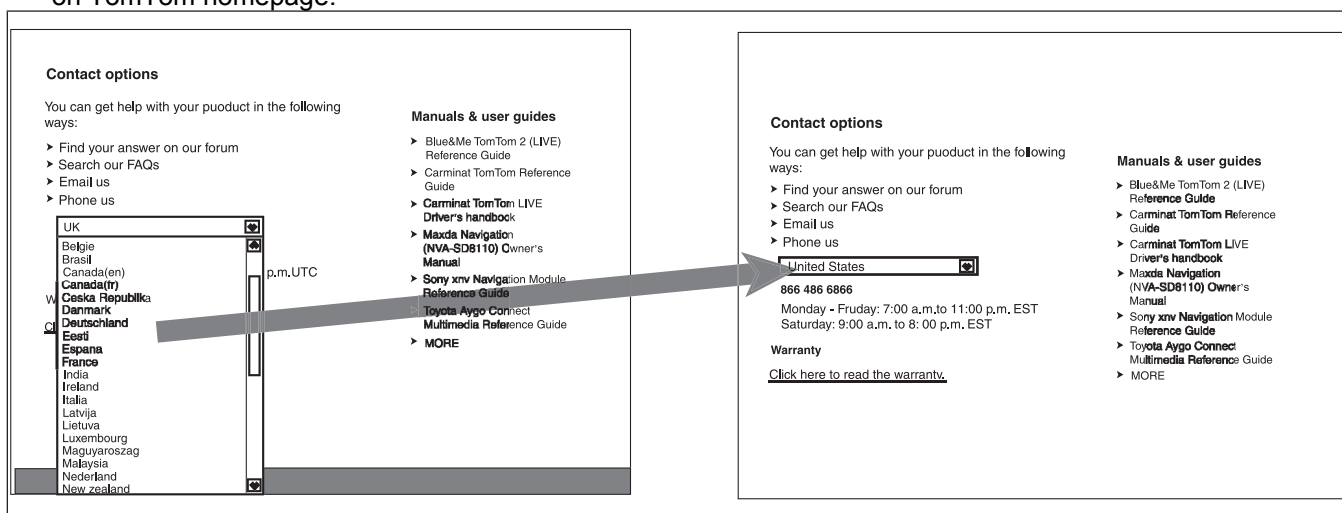 on TomTom homepage.
Contact options
You can get help with your puoduct in the following
ways:
Find your answer on our forum
Search our FAQs
Email us
Phone us
UK
Belgie
Brasil
Canada(en)
Canada(fr)
Ceska Republika
Danmark
Deutschland
Eesti
Espana
France
India
Ireland
Italia
Latvija
Lietuva
Luxembourg
Maguyaroszag
Malaysia
Nederland
New zealand
p.m.UTC
W
Cl
Manuals & user guides
Blue&Me TomTom 2 (LIVE)
Reference Guide
Carminat TomTom Reference
Guide
Carminat TomTom LIVE
Driver's handbook
Maxda Navigation
(NVA-SD8110) Owner's
Manual
Sony xnv Navigation Module
Reference Guide
Toyota Aygo Connect
Multimedia Reference Guide
MORE
Contact options
You can get help with your puoduct in the following
ways:
Find your answer on our forum
Search our FAQs
Email us
Phone us
United States
866 486 6866
Monday - Fruday: 7:00 a.m.to 11:00 p.m. EST
Saturday: 9:00 a.m. to 8: 00 p.m. EST
Warranty
Click here to read the warranty.
Manuals & user guides
Blue&Me TomTom 2 (LIVE)
Reference Guide
Carminat TomTom Reference
Guide
Carminat TomTom LIVE
Driver's handbook
Maxda Navigation
(NVA-SD8110) Owner's
Manual
Sony xnv Navigation Module
Reference Guide
Toyota Aygo Connect
Multimedia Reference Guide
MORE